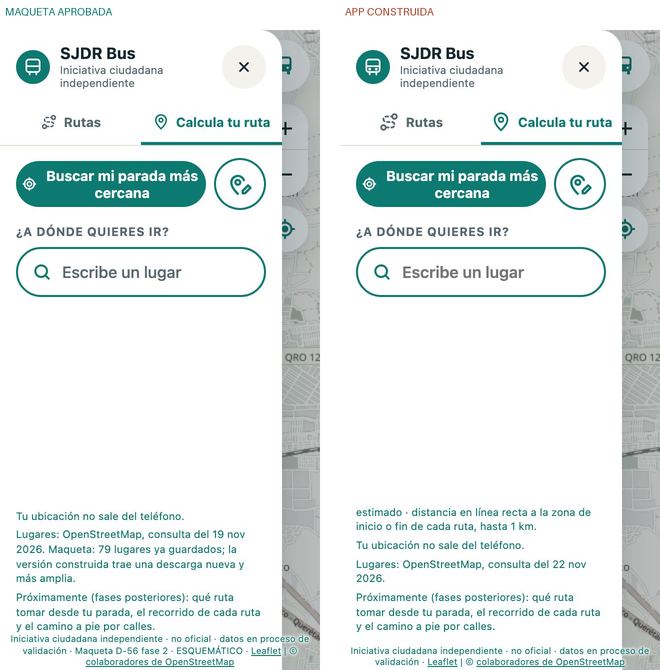 MAQUETA APROBADA
SJDR Bus
Iniciativa ciudadana
independiente
Rutas
Calcula tu ruta
Buscar mi parada más
cercana
¿A DÓNDE QUIERES IR?
Escribe un lugar
QRO 12
Tu ubicación no sale del teléfono.
Lugares: OpenStreetMap, consulta del 19 nov
2026. Maqueta: 79 lugares ya guardados; la
versión construida trae una descarga nueva y
más amplia.
Próximamente (fases posteriores): qué ruta
tomar desde tu parada, el recorrido de cada ruta
y el camino a pie por calles.
Iniciativa ciudadana independiente · no oficial · datos en proceso de
validación · Maqueta D-56 fase 2 · ESQUEMÁTICO · Leaflet | ©
colaboradores de OpenStreetMap
APP CONSTRUIDA
SJDR Bus
Iniciativa ciudadana
independiente
Rutas
Calcula tu ruta
Buscar mi parada más
cercana
¿A DÓNDE QUIERES IR?
Escribe un lugar
QRO 12
estimado · distancia en línea recta a la zona de
inicio o fin de cada ruta, hasta 1 km.
Tu ubicación no sale del teléfono.
Lugares: OpenStreetMap, consulta del 22 nov
2026.
Próximamente (fases posteriores): qué ruta
tomar desde tu parada, el recorrido de cada ruta
y el camino a pie por calles.
Iniciativa ciudadana independiente · no oficial · datos en proceso de
validación · Leaflet | © colaboradores de OpenStreetMap